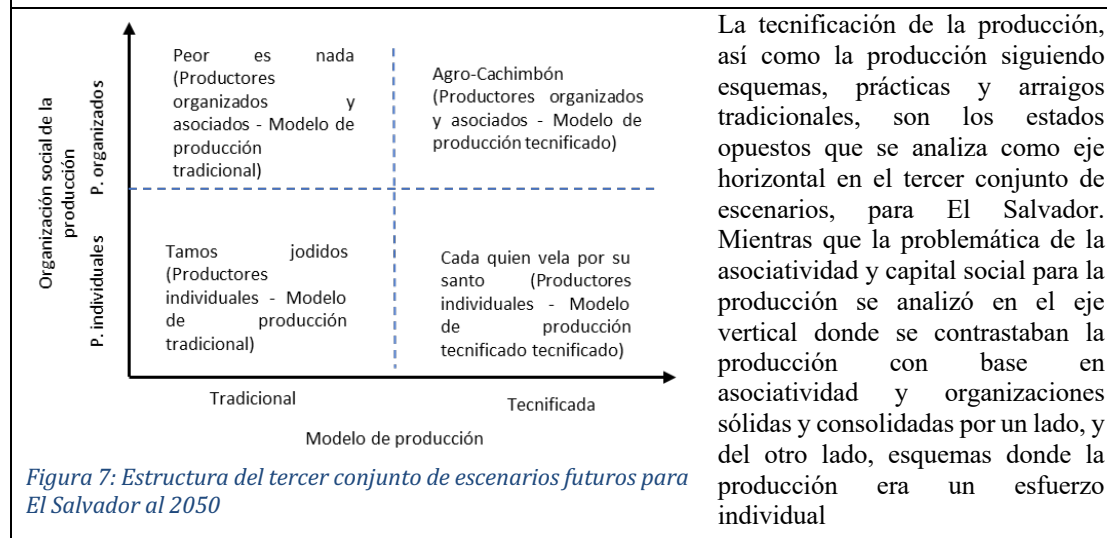 Organización social de la
producción
P. organizados
P. individuales
Peor es nada
(Productores
organizados y
asociados - Modelo de
producción
tradicional)
Agro-Cachimbón
(Productores organizados
y asociados - Modelo de
producción tecnificado)
Tamos jodidos
(Productores
individuales - Modelo
de producción
tradicional)
Cada quien vela por su
santo (Productores
individuales - Modelo
de producción
tecnificado tecnificado)
Tradicional
Tecnificada
Modelo de producción
Figura 7: Estructura del tercer conjunto de escenarios futuros para
El Salvador al 2050
La tecnificación de la producción,
así como la producción siguiendo
esquemas, prácticas y arraigos
tradicionales, son los estados
opuestos que se analiza como eje
horizontal en el tercer conjunto de
escenarios, para El Salvador.
Mientras que la problemática de la
asociatividad y capital social para la
producción se analizó en el eje
vertical donde se contrastaban la
producción con base en
asociatividad y organizaciones
sólidas y consolidadas por un lado, y
del otro lado, esquemas donde la
producción era un esfuerzo
individual